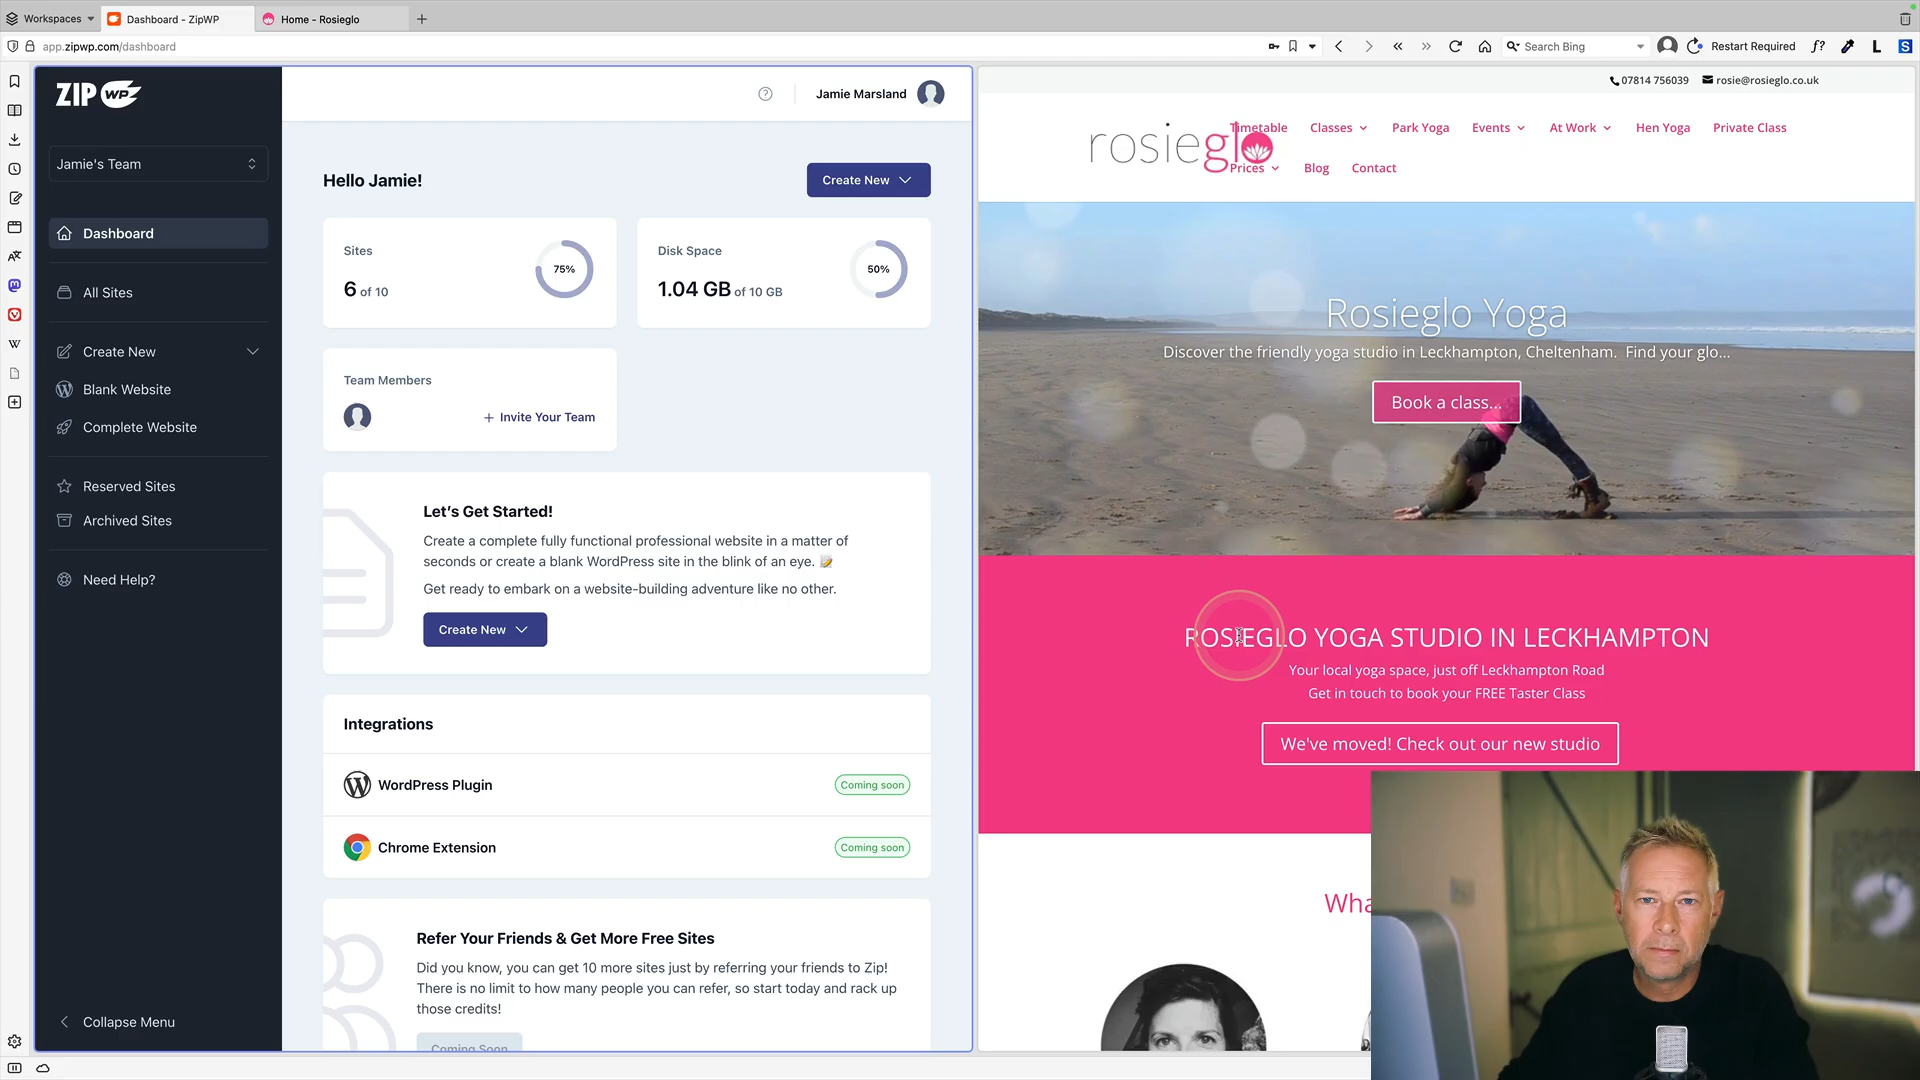 Workspaces
Dashboard - ZipWP
Home - Rosieglo
app.zipwp.com/dashboard
Search Bing
Restart Required
f?
L
S
ZIP WP
Jamie's Team
Dashboard
All Sites
Create New
Blank Website
Complete Website
Reserved Sites
Archived Sites
Need Help?
Collapse Menu
Jamie Marsland
Hello Jamie!
Create New
Sites
6 of 10
75%
Disk Space
1.04 GB of 10 GB
50%
Team Members
+ Invite Your Team
Let's Get Started!
Create a complete fully functional professional website in a matter of
seconds or create a blank WordPress site in the blink of an eye. 📝
Get ready to embark on a website-building adventure like no other.
Create New
Integrations
WordPress Plugin
Coming soon
Chrome Extension
Coming soon
Refer Your Friends & Get More Free Sites
Did you know, you can get 10 more sites just by referring your friends to Zip!
There is no limit to how many people you can refer, so start today and rack up
those credits!
Coming Soon
07814 756039
rosie@rosieglo.co.uk
rosieglo
Timetable
Classes
Park Yoga
Events
At Work
Hen Yoga
Private Class
Prices
Blog
Contact
Rosieglo Yoga
Discover the friendly yoga studio in Leckhampton, Cheltenham. Find your glo...
Book a class...
ROSIEGLO YOGA STUDIO IN LECKHAMPTON
Your local yoga space, just off Leckhampton Road
Get in touch to book your FREE Taster Class
We've moved! Check out our new studio
Wha